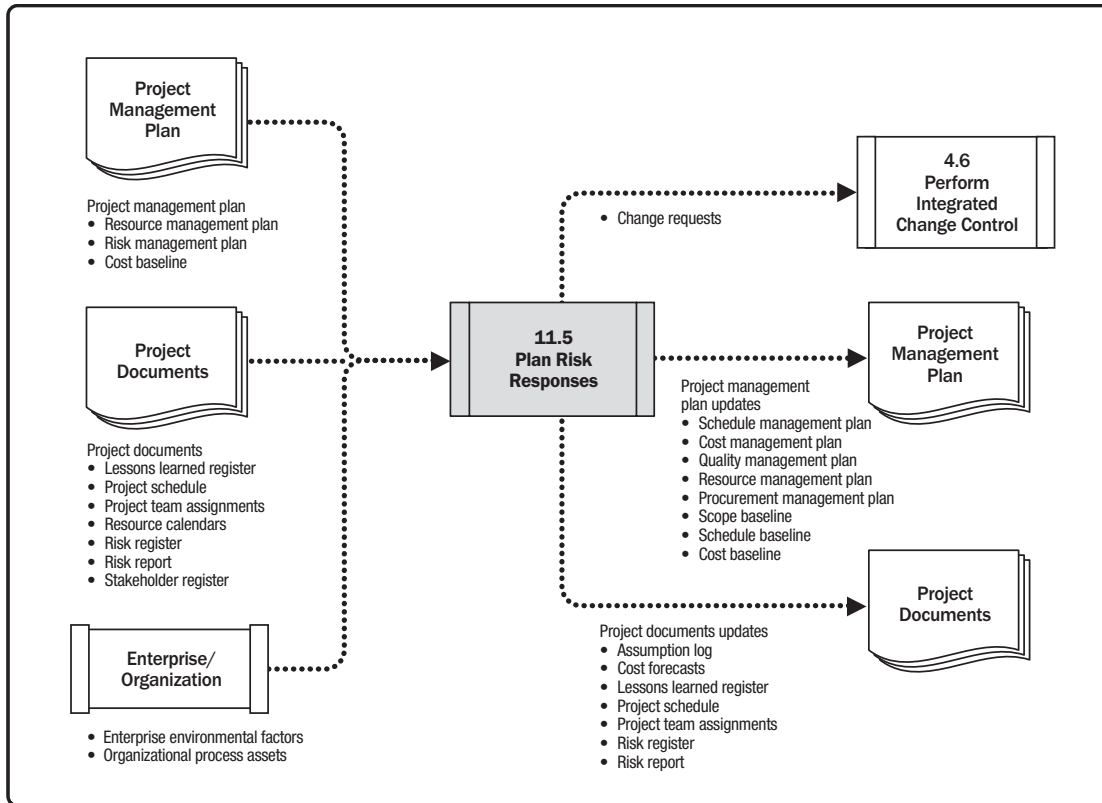 Project
Management
Plan
Project management plan
• Resource management plan
• Risk management plan
• Cost baseline
Project
Documents
Project documents
• Lessons learned register
• Project schedule
• Project team assignments
• Resource calendars
• Risk register
• Risk report
• Stakeholder register
Enterprise/
Organization
• Enterprise environmental factors
• Organizational process assets
11.5
Plan Risk
Responses
• Change requests
4.6
Perform
Integrated
Change Control
Project management
plan updates
• Schedule management plan
• Cost management plan
• Quality management plan
• Resource management plan
• Procurement management plan
• Scope baseline
• Schedule baseline
• Cost baseline
Project
Management
Plan
Project documents updates
• Assumption log
• Cost forecasts
• Lessons learned register
• Project schedule
• Project team assignments
• Risk register
• Risk report
Project
Documents